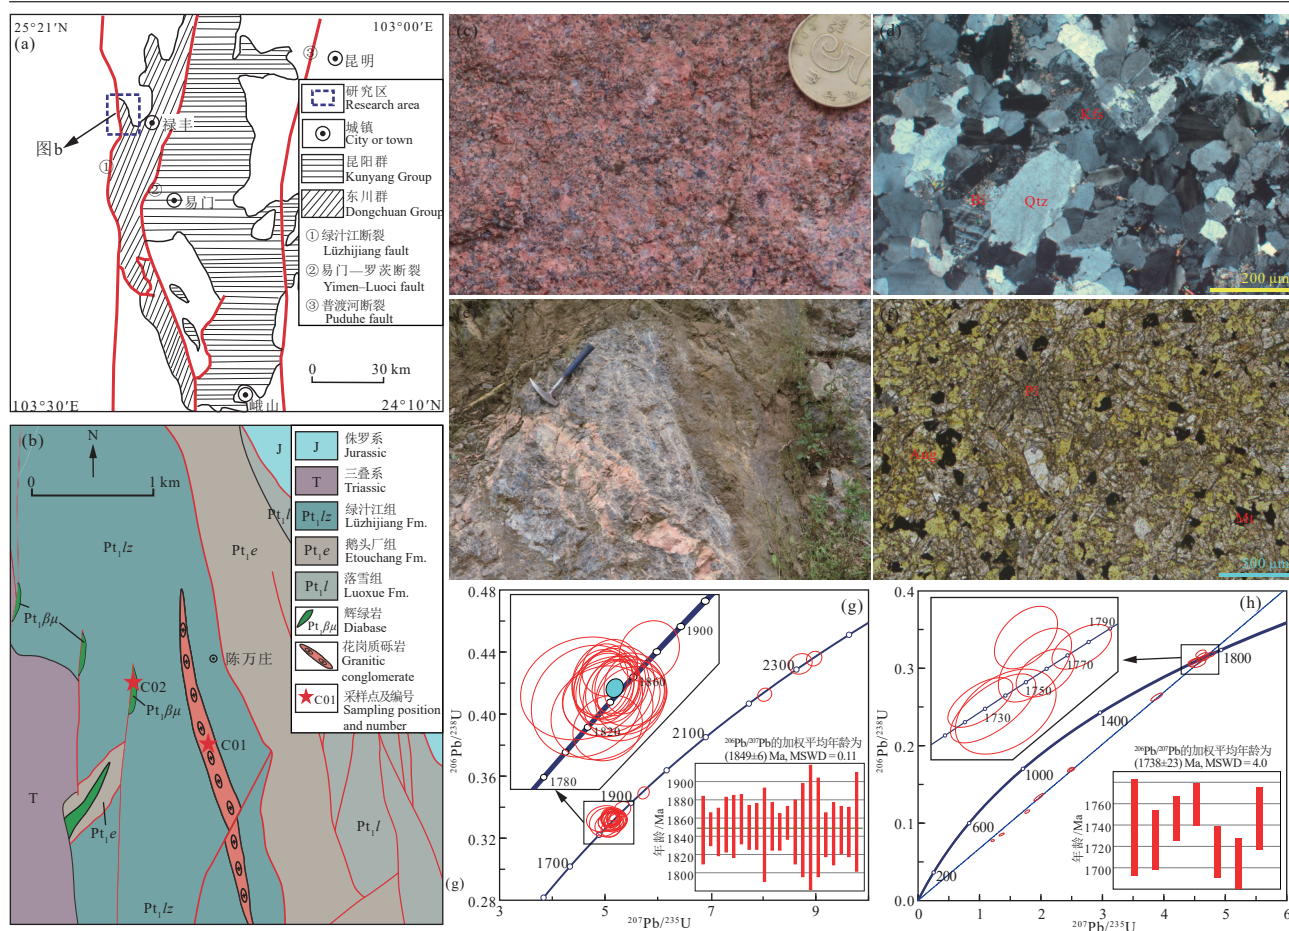 25°21′N
103°00′E
(a)
③
昆明
研究区
Research area
城镇
City or town
昆阳群
Kunyang Group
东川群
Dongchuan Group
① 绿汁江断裂
Lüzhijiang fault
② 易门—罗茨断裂
Yimen–Luoci fault
③ 普渡河断裂
Puduhe fault
禄丰
图b
①
②
易门
0 30 km
峨山
103°30′E
24°10′N
(b)
N
0 1 km
J
J 侏罗系
Jurassic
T 三叠系
Triassic
Pt₁lz 绿汁江组
Lüzhijiang Fm.
Pt₁e 鹅头厂组
Etouchang Fm.
Pt₁l 落雪组
Luoxue Fm.
Pt₁βμ 辉绿岩
Diabase
花岗质砾岩
Granitic
conglomerate
C01 采样点及编号
Sampling position
and number
Pt₁l
Pt₁lz
Pt₁e
Pt₁βμ
陈万庄
C02
Pt₁βμ
C01
T
Pt₁e
Pt₁l
Pt₁lz
(c)
(d)
Qtz
200 μm
(e)
(f)
Pl
Aug
Mt
(g)
0.48
0.44
0.40
0.36
0.32
0.28
²⁰⁶Pb/²³⁸U
1900
1860
1820
1780
2300
2100
1900
1700
²⁰⁶Pb/²⁰⁷Pb的加权平均年龄为
(1849±6) Ma, MSWD = 0.11
年龄/Ma
1900
1880
1860
1840
1820
1800
(g)
3 5 7 9
²⁰⁷Pb/²³⁵U
(h)
0.4
0.3
0.2
0.1
0
²⁰⁶Pb/²³⁸U
1790
1770
1750
1730
1800
1400
1000
600
200
²⁰⁶Pb/²⁰⁷Pb的加权平均年龄为
(1738±23) Ma, MSWD = 4.0
年龄/Ma
1760
1740
1720
1700
0 1 2 3 4 5 6
²⁰⁷Pb/²³⁵U